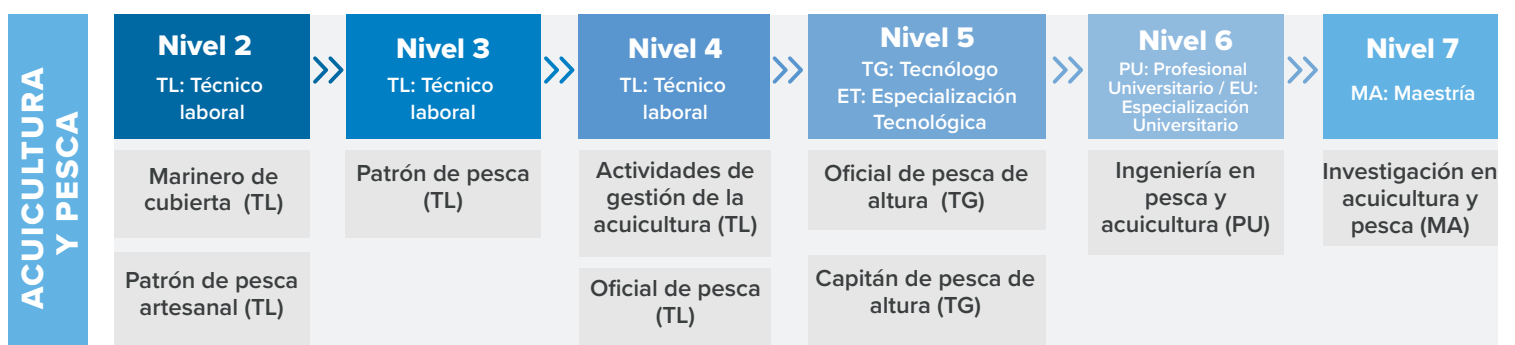 ACUICULTURA
Y PESCA
Nivel 2
TL: Técnico
laboral
Marinero de
cubierta (TL)
Patrón de pesca
artesanal (TL)
Nivel 3
TL: Técnico
laboral
Patrón de pesca
(TL)
Nivel 4
TL: Técnico
laboral
Actividades de
gestión de la
acuicultura (TL)
Oficial de pesca
(TL)
Nivel 5
TG: Tecnólogo
ET: Especialización
Tecnológica
Oficial de pesca de
altura (TG)
Capitán de pesca de
altura (TG)
Nivel 6
PU: Profesional
Universitario / EU:
Especialización
Universitario
Ingeniería en
pesca y
acuicultura (PU)
Nivel 7
MA: Maestría
Investigación en
acuicultura y
pesca (MA)